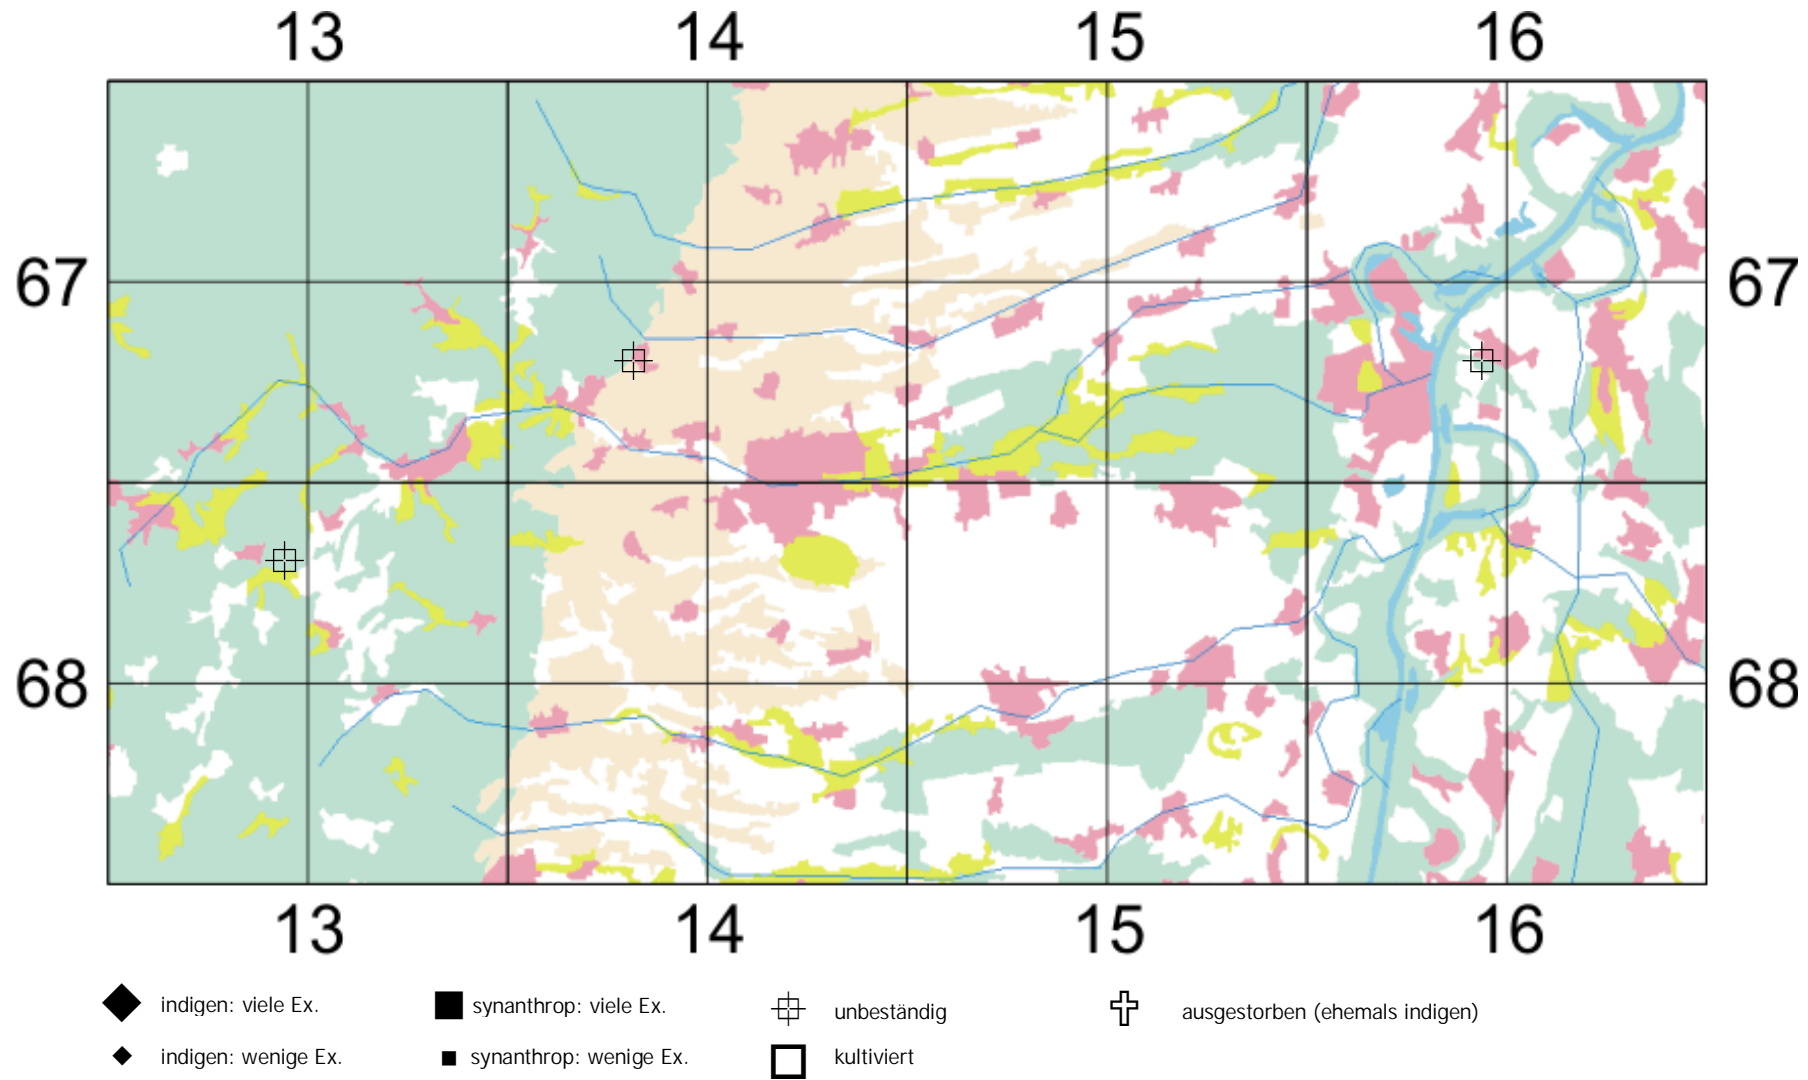 13 14 15 16
67 67
68 68
13 14 15 16
indigen: viele Ex. synanthrop: viele Ex. unbeständig ausgestorben (ehemals indigen)
indigen: wenige Ex. synanthrop: wenige Ex. kultiviert